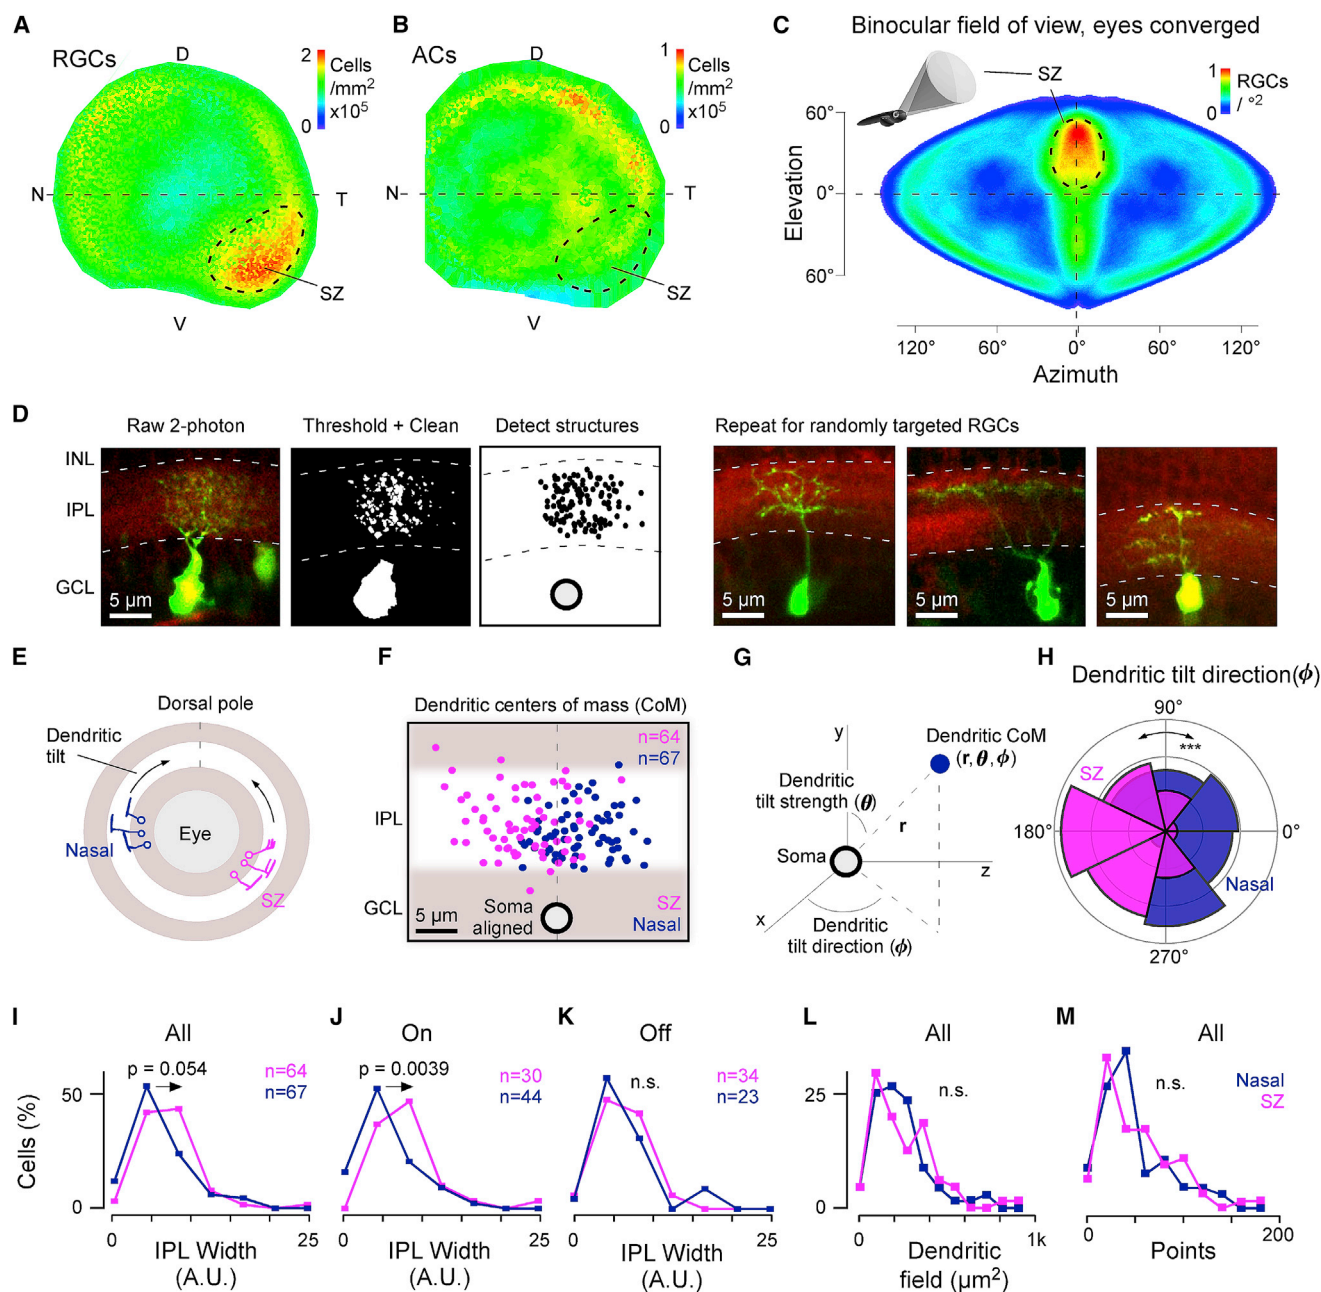 A
RGCs
D
2
Cells
/mm²
x10⁵
0
N
T
SZ
V
B
ACs
D
1
Cells
/mm²
x10⁵
0
N
T
SZ
V
C
Binocular field of view, eyes converged
SZ
1
RGCs
/ °²
0
60°
0°
60°
Elevation
120°
60°
0°
60°
120°
Azimuth
D
Raw 2-photon
Threshold + Clean
Detect structures
Repeat for randomly targeted RGCs
INL
IPL
GCL
5 µm
5 µm
5 µm
5 µm
E
Dorsal pole
Dendritic
tilt
Eye
Nasal
SZ
F
Dendritic centers of mass (CoM)
n=64
n=67
IPL
GCL
5 µm
Soma
aligned
SZ
Nasal
G
y
Dendritic CoM
(r, θ, ϕ)
Dendritic
tilt strength (θ)
r
Soma
z
x
Dendritic
tilt direction (ϕ)
H
Dendritic tilt direction(ϕ)
90°
***
SZ
180°
0°
Nasal
270°
I
All
p = 0.054
n=64
n=67
50
0
Cells (%)
0
25
IPL Width
(A.U.)
J
On
p = 0.0039
n=30
n=44
0
25
IPL Width
(A.U.)
K
Off
n.s.
n=34
n=23
0
25
IPL Width
(A.U.)
L
All
n.s.
25
0
0
1k
Dendritic
field (µm²)
M
All
n.s.
Nasal
SZ
0
200
Points